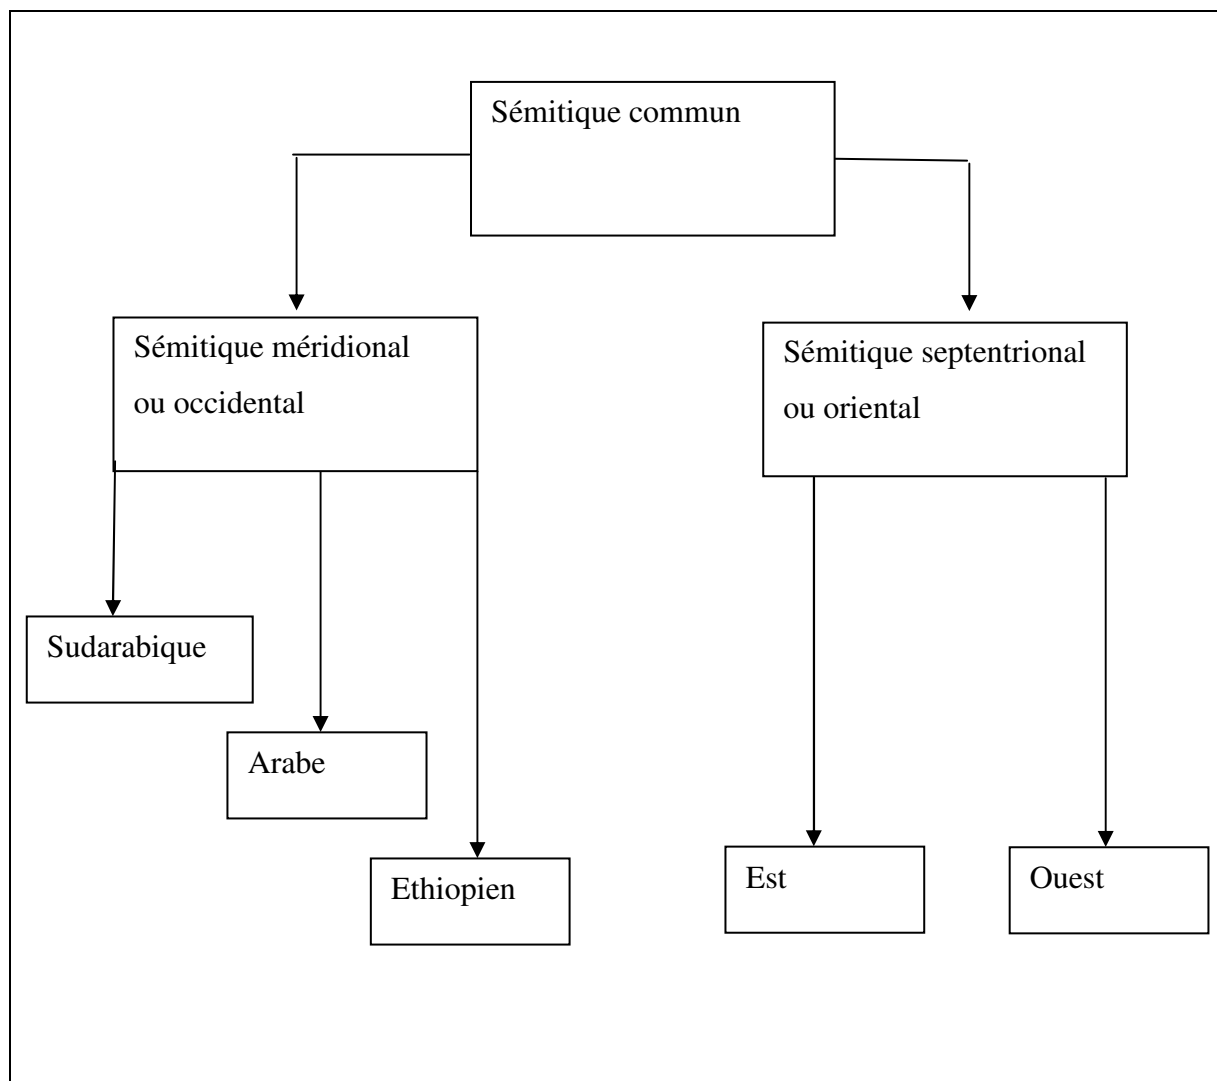 Sémitique commun
Sémitique méridional
ou occidental
Sémitique septentrional
ou oriental
Sudarabique
Arabe
Ethiopien
Est
Ouest